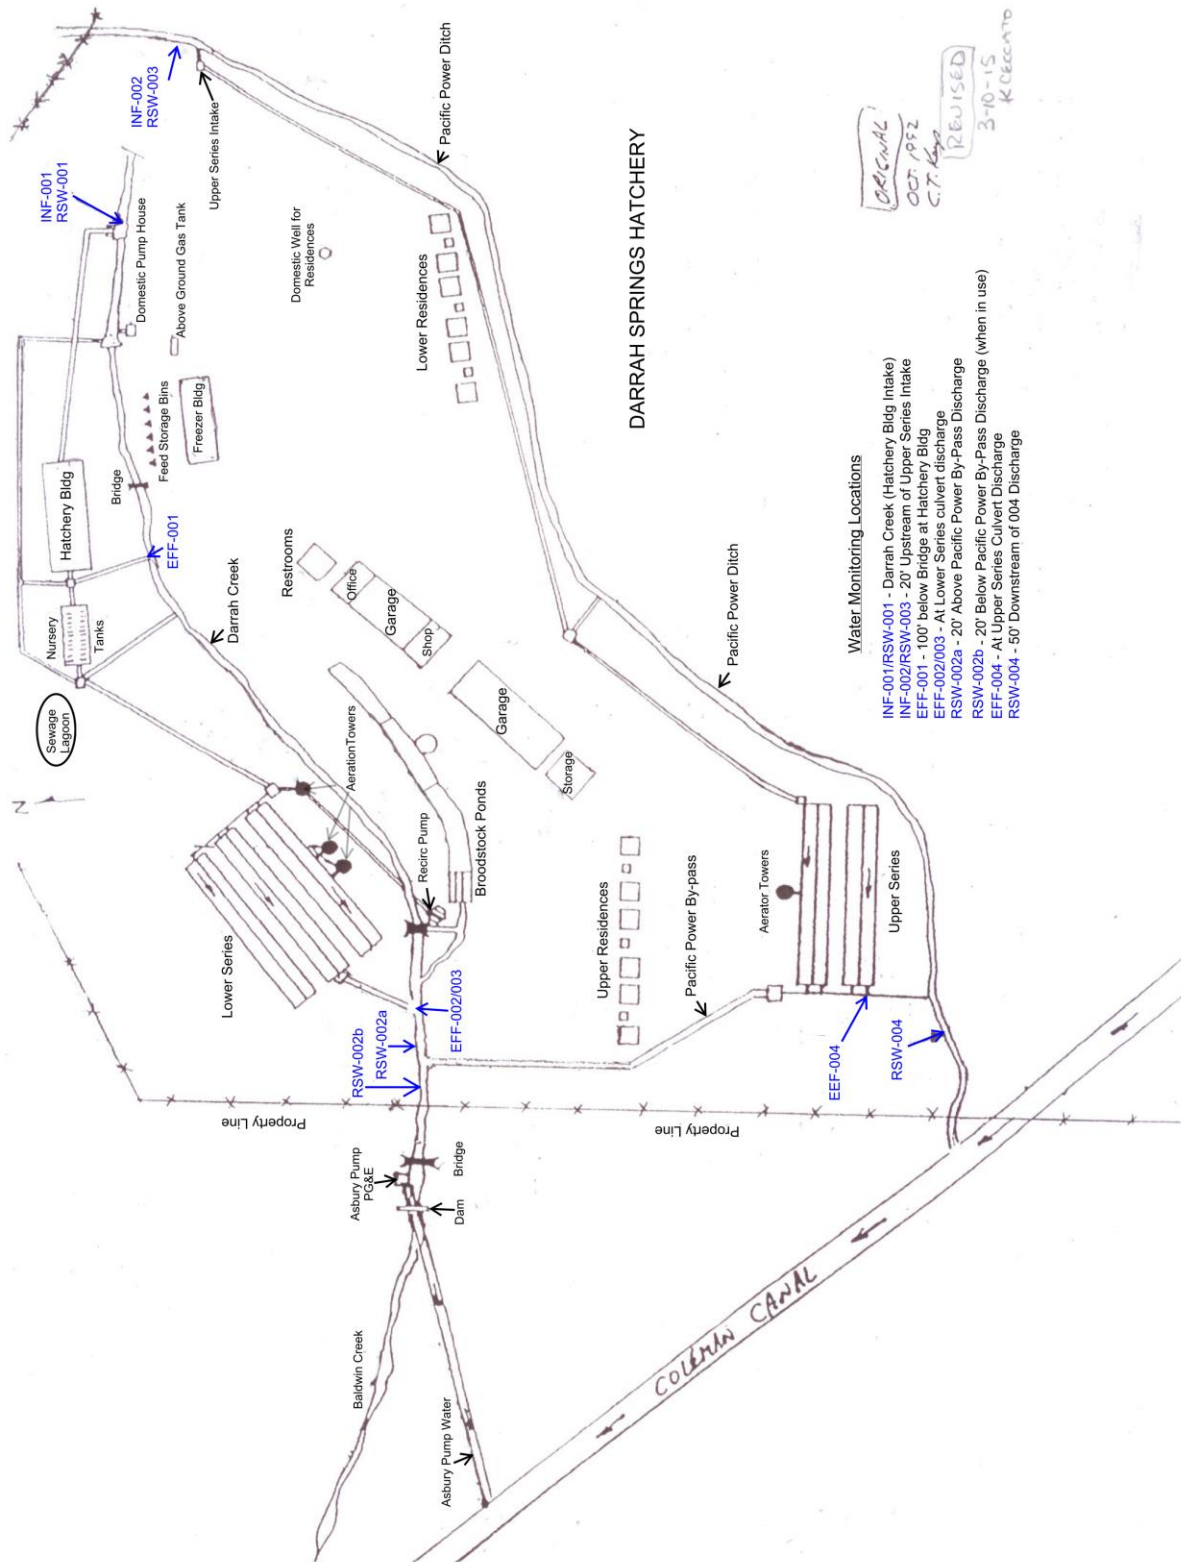 INF-002
RSW-003
INF-001
RSW-001
Upper Series Intake
Pacific Power Ditch
Domestic Pump House
Above Ground Gas Tank
Domestic Well for
Residences
Lower Residences
Hatchery Bldg
Bridge
Feed Storage Bins
Freezer Bldg
EFF-001
Nursery
Tanks
Sewage
Lagoon
N
Darrah Creek
Restrooms
Office
Garage
Shop
Garage
Storage
AerationTowers
Broodstock Ponds
Recirc Pump
Lower Series
Pacific Power Ditch
Upper Residences
Pacific Power By-pass
Aerator Towers
Upper Series
RSW-002b
RSW-002a
EFF-002/003
EEF-004
RSW-004
Property Line
Property Line
Asbury Pump
PG&E
Bridge
Dam
Baldwin Creek
Asbury Pump Water
COLEMAN CANAL
DARRAH SPRINGS HATCHERY
Water Monitoring Locations
INF-001/RSW-001 - Darrah Creek (Hatchery Bldg Intake)
INF-002/RSW-003 - 20' Upstream of Upper Series Intake
EFF-001 - 100' below Bridge at Hatchery Bldg
EFF-002/003 - At Lower Series culvert discharge
RSW-002a - 20' Above Pacific Power By-Pass Discharge
RSW-002b - 20' Below Pacific Power By-Pass Discharge (when in use)
EFF-004 - At Upper Series Culvert Discharge
RSW-004 - 50' Downstream of 004 Discharge
ORIGINAL
OCT. 1992
C.T.
REVISED
3-10-15
K CECCATO